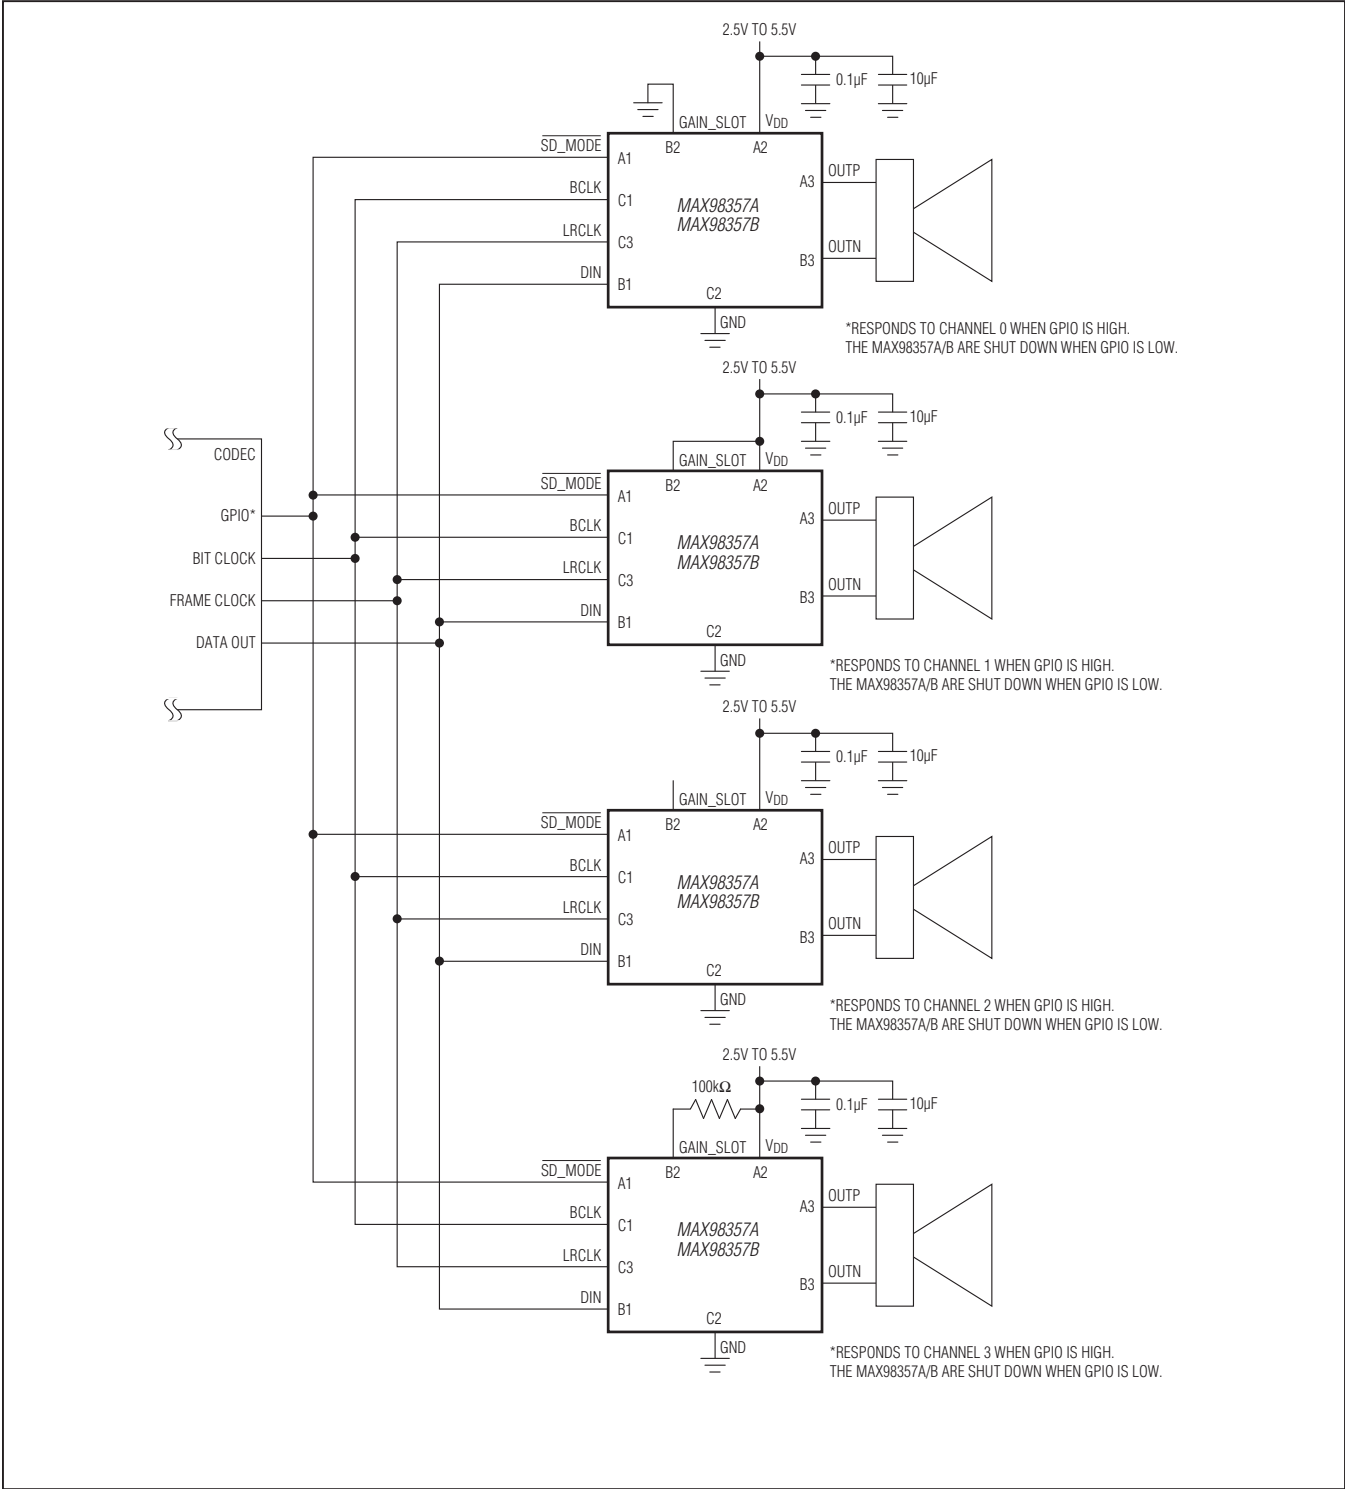 2.5V TO 5.5V
0.1µF
10µF
GAIN_SLOT
VDD
SD_MODE
B2
A2
A1
BCLK
C1
LRCLK
C3
DIN
B1
MAX98357A
MAX98357B
A3
OUTP
B3
OUTN
C2
GND
*RESPONDS TO CHANNEL 0 WHEN GPIO IS HIGH.
THE MAX98357A/B ARE SHUT DOWN WHEN GPIO IS LOW.
CODEC
GPIO*
BIT CLOCK
FRAME CLOCK
DATA OUT
2.5V TO 5.5V
0.1µF
10µF
GAIN_SLOT
VDD
SD_MODE
B2
A2
A1
BCLK
C1
LRCLK
C3
DIN
B1
MAX98357A
MAX98357B
A3
OUTP
B3
OUTN
C2
GND
*RESPONDS TO CHANNEL 1 WHEN GPIO IS HIGH.
THE MAX98357A/B ARE SHUT DOWN WHEN GPIO IS LOW.
2.5V TO 5.5V
0.1µF
10µF
GAIN_SLOT
VDD
SD_MODE
B2
A2
A1
BCLK
C1
LRCLK
C3
DIN
B1
MAX98357A
MAX98357B
A3
OUTP
B3
OUTN
C2
GND
*RESPONDS TO CHANNEL 2 WHEN GPIO IS HIGH.
THE MAX98357A/B ARE SHUT DOWN WHEN GPIO IS LOW.
2.5V TO 5.5V
100kΩ
0.1µF
10µF
GAIN_SLOT
VDD
SD_MODE
B2
A2
A1
BCLK
C1
LRCLK
C3
DIN
B1
MAX98357A
MAX98357B
A3
OUTP
B3
OUTN
C2
GND
*RESPONDS TO CHANNEL 3 WHEN GPIO IS HIGH.
THE MAX98357A/B ARE SHUT DOWN WHEN GPIO IS LOW.